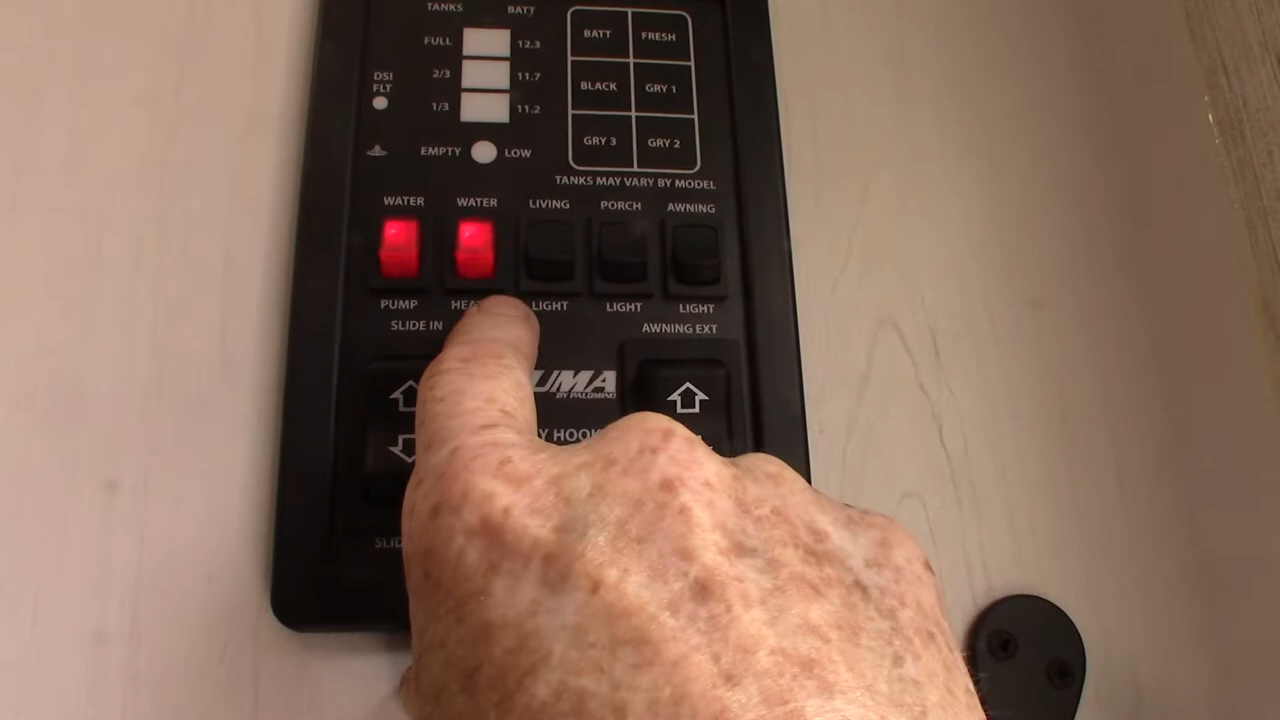 TANKS BATT
FULL 12.3
2/3 11.7
1/3 11.2
EMPTY LOW
DSI
FLT
BATT FRESH
BLACK GRY 1
GRY 3 GRY 2
TANKS MAY VARY BY MODEL
WATER WATER LIVING PORCH AWNING
PUMP LIGHT LIGHT LIGHT
SLIDE IN AWNING EXT
BY PALOMINO